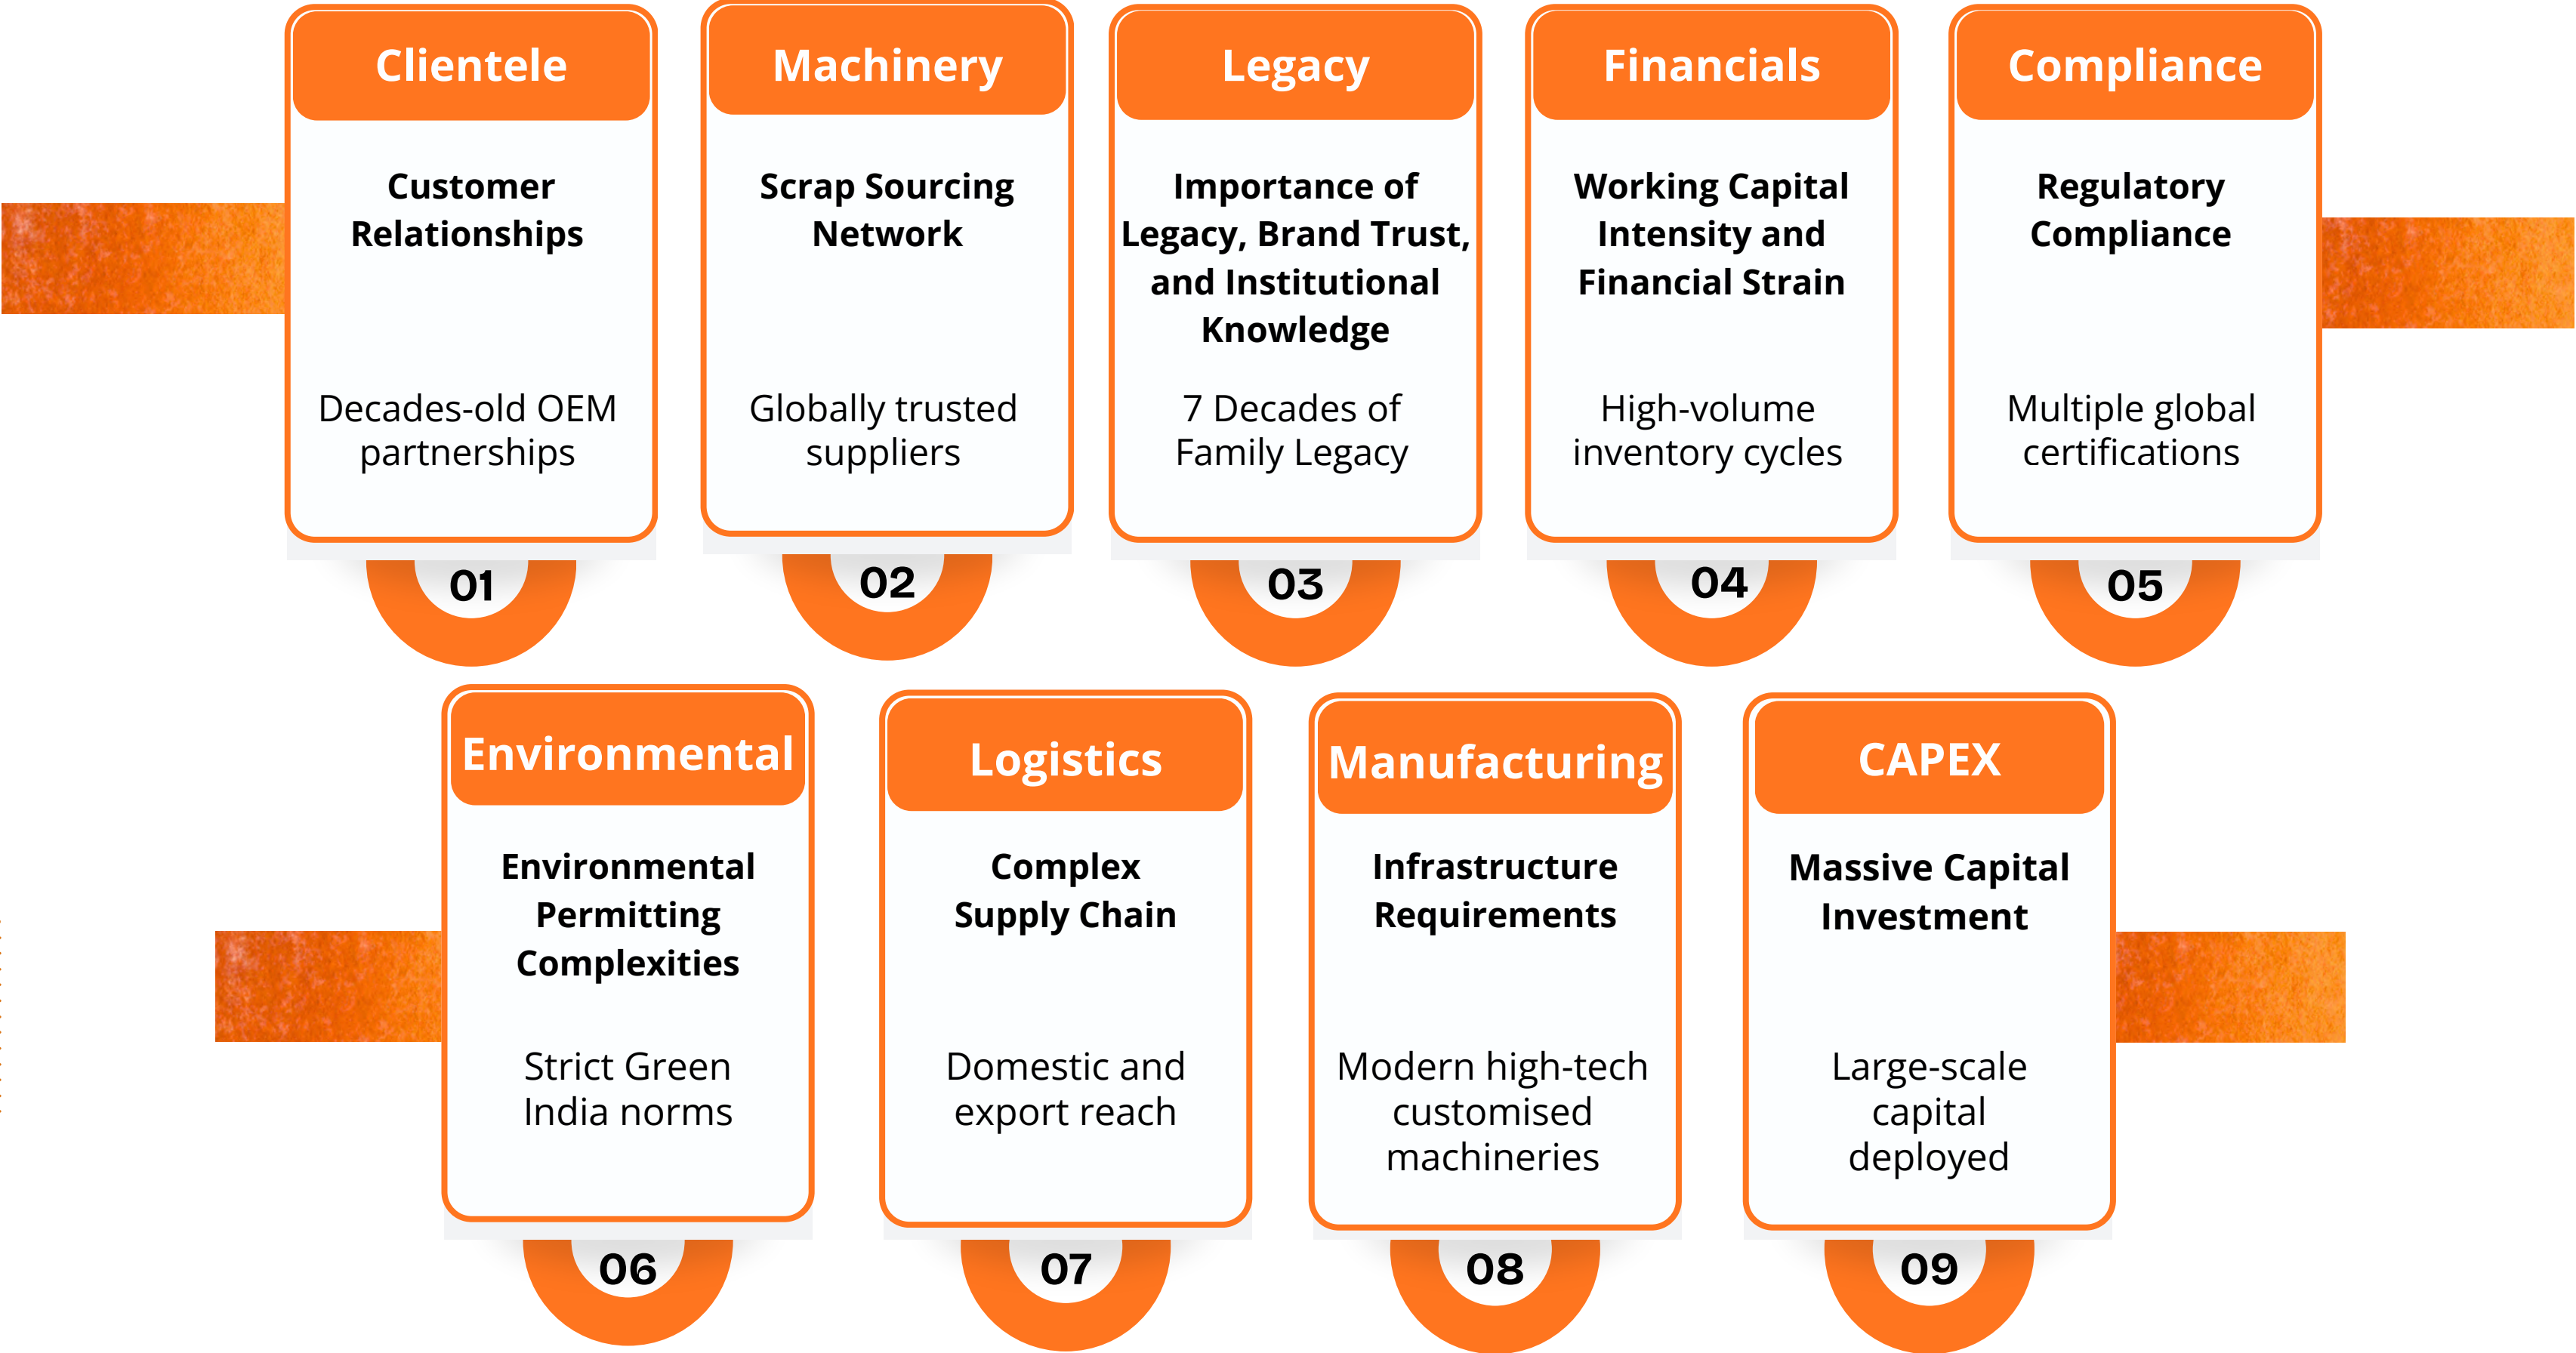 Clientele
Customer
Relationships
Decades-old OEM
partnerships
01
Machinery
Scrap Sourcing
Network
Globally trusted
suppliers
02
Legacy
Importance of
Legacy, Brand Trust,
and Institutional
Knowledge
7 Decades of
Family Legacy
03
Financials
Working Capital
Intensity and
Financial Strain
High-volume
inventory cycles
04
Compliance
Regulatory
Compliance
Multiple global
certifications
05
Environmental
Environmental
Permitting
Complexities
Strict Green
India norms
06
Logistics
Complex
Supply Chain
Domestic and
export reach
07
Manufacturing
Infrastructure
Requirements
Modern high-tech
customised
machineries
08
CAPEX
Massive Capital
Investment
Large-scale
capital
deployed
09